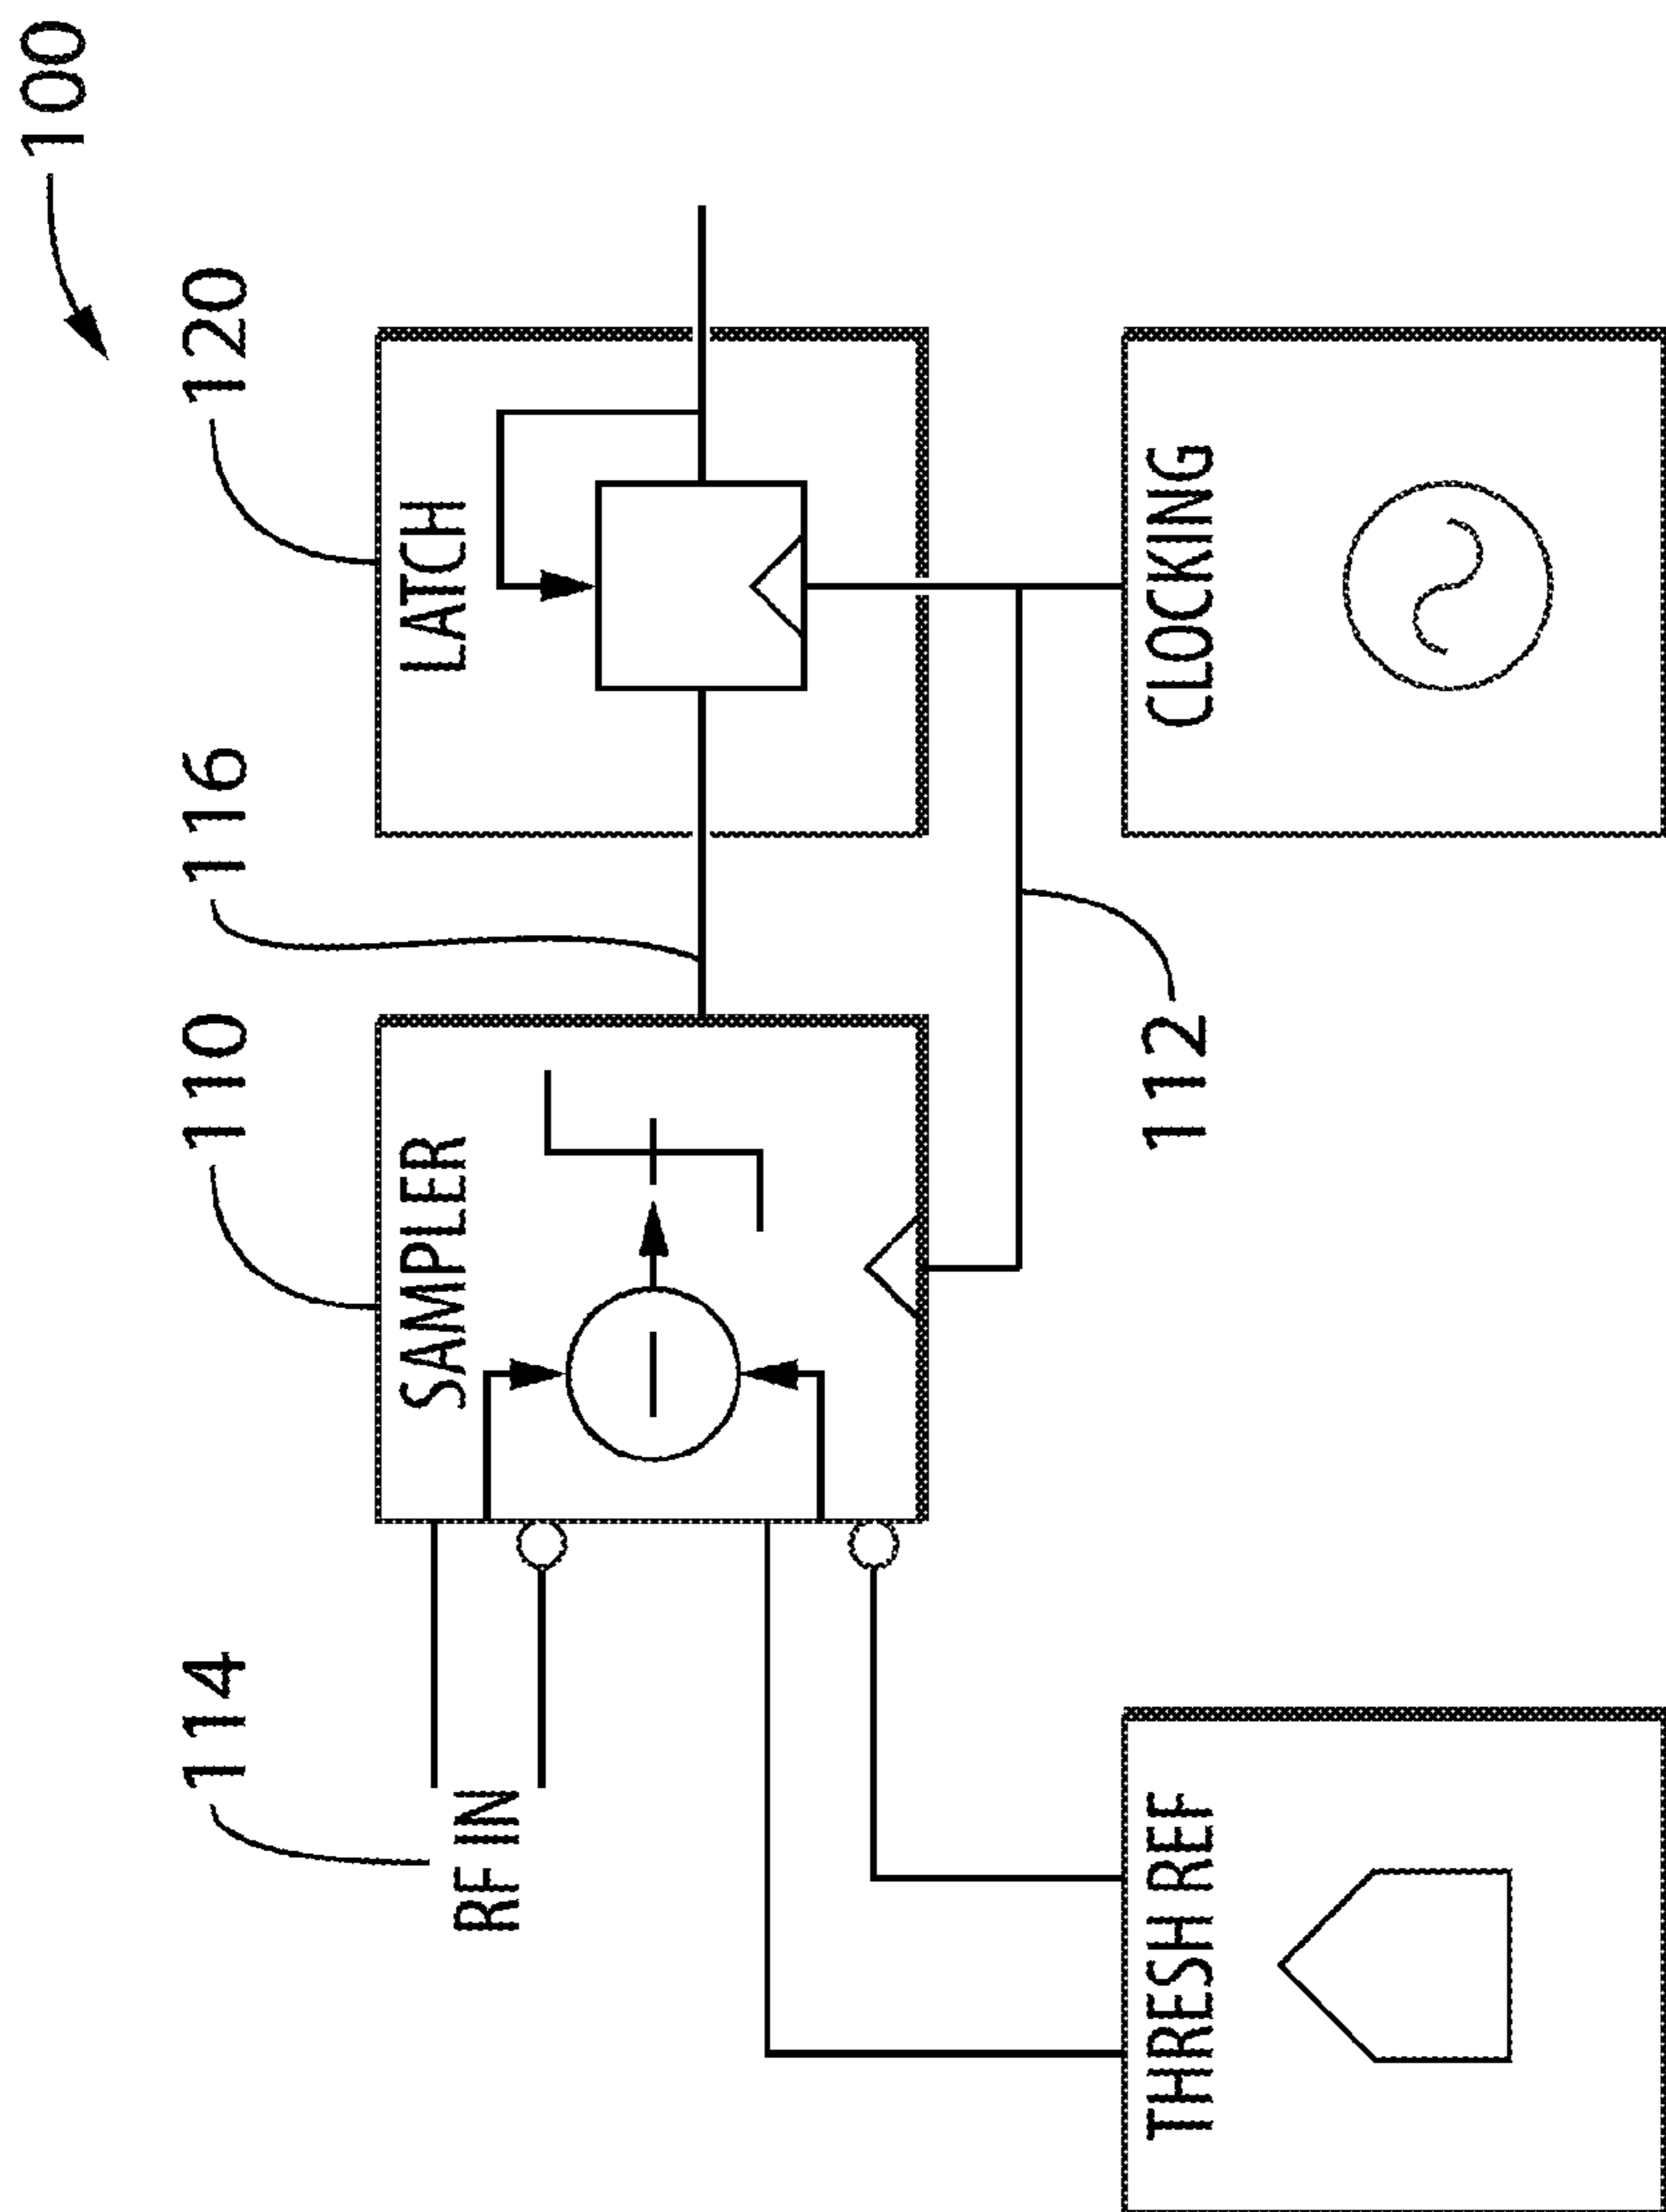 100
114
110
116
120
RF IN
SAMPLER
LATCH
112
THRESH REF
CLOCKING